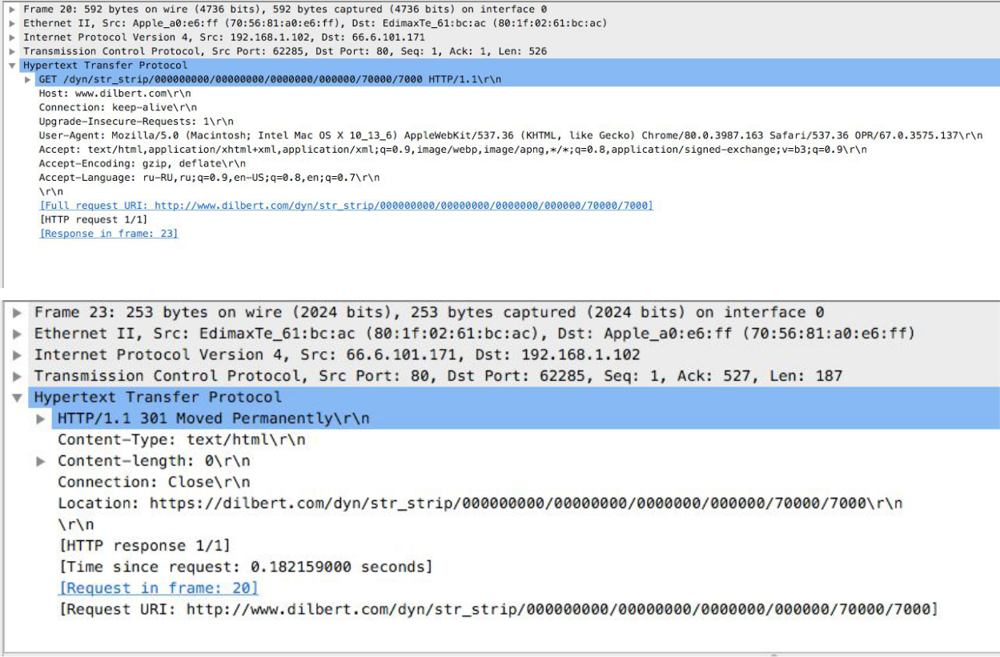 Frame 20: 592 bytes on wire (4736 bits), 592 bytes captured (4736 bits) on interface 0
Ethernet II, Src: Apple_a0:e6:ff (70:56:81:a0:e6:ff), Dst: EdimaxTe_61:bc:ac (80:1f:02:61:bc:ac)
Internet Protocol Version 4, Src: 192.168.1.102, Dst: 66.6.101.171
Transmission Control Protocol, Src Port: 62285, Dst Port: 80, Seq: 1, Ack: 1, Len: 526
Hypertext Transfer Protocol
GET /dyn/str_strip/000000000/00000000/0000000/000000/70000/7000 HTTP/1.1\r\n
Host: www.dilbert.com\r\n
Connection: keep-alive\r\n
Upgrade-Insecure-Requests: 1\r\n
User-Agent: Mozilla/5.0 (Macintosh; Intel Mac OS X 10_13_6) AppleWebKit/537.36 (KHTML, like Gecko) Chrome/80.0.3987.163 Safari/537.36 OPR/67.0.3575.137\r\n
Accept: text/html,application/xhtml+xml,application/xml;q=0.9,image/webp,image/apng,*/*;q=0.8,application/signed-exchange;v=b3;q=0.9\r\n
Accept-Encoding: gzip, deflate\r\n
Accept-Language: ru-RU,ru;q=0.9,en-US;q=0.8,en;q=0.7\r\n
\r\n
[Full request URI: http://www.dilbert.com/dyn/str_strip/000000000/00000000/0000000/000000/70000/7000]
[HTTP request 1/1]
[Response in frame: 23]
Frame 23: 253 bytes on wire (2024 bits), 253 bytes captured (2024 bits) on interface 0
Ethernet II, Src: EdimaxTe_61:bc:ac (80:1f:02:61:bc:ac), Dst: Apple_a0:e6:ff (70:56:81:a0:e6:ff)
Internet Protocol Version 4, Src: 66.6.101.171, Dst: 192.168.1.102
Transmission Control Protocol, Src Port: 80, Dst Port: 62285, Seq: 1, Ack: 527, Len: 187
Hypertext Transfer Protocol
HTTP/1.1 301 Moved Permanently\r\n
Content-Type: text/html\r\n
Content-length: 0\r\n
Connection: Close\r\n
Location: https://dilbert.com/dyn/str_strip/000000000/00000000/0000000/000000/70000/7000\r\n
\r\n
[HTTP response 1/1]
[Time since request: 0.182159000 seconds]
[Request in frame: 20]
[Request URI: http://www.dilbert.com/dyn/str_strip/000000000/00000000/0000000/000000/70000/7000]